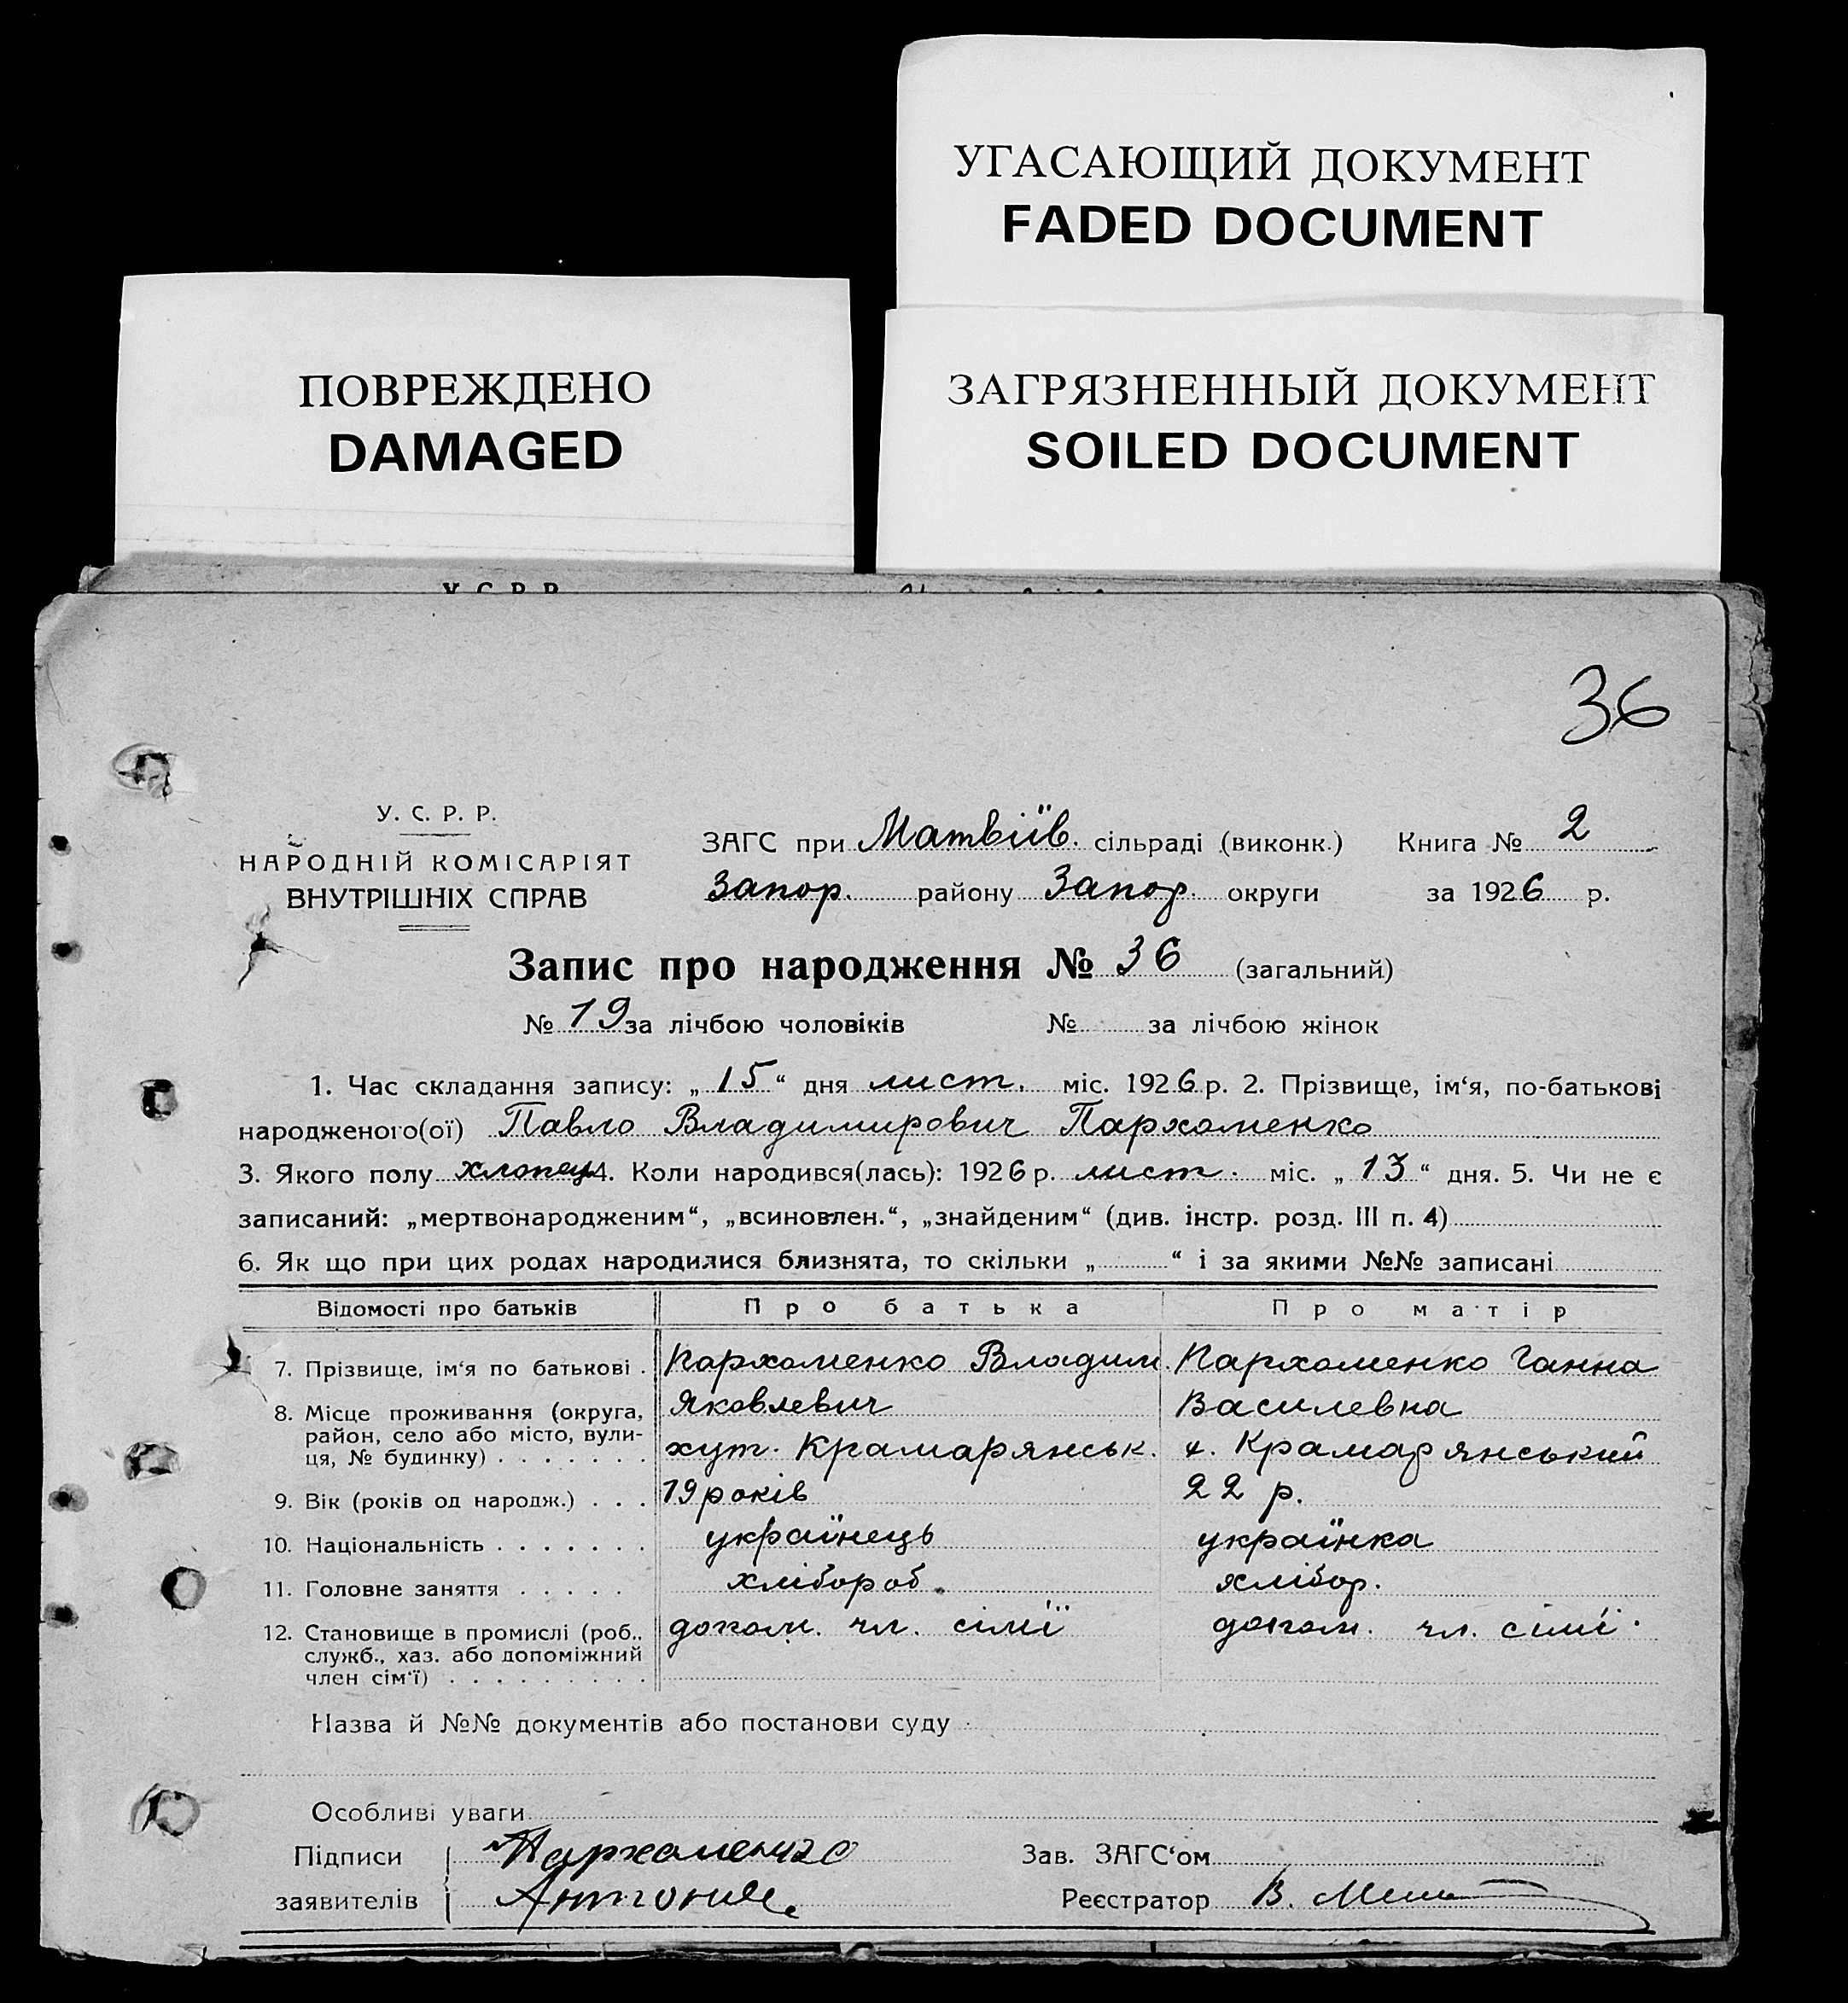 УГАСАЮЩИЙ ДОКУМЕНТ
FADED DOCUMENT
ПОВРЕЖДЕНО
DAMAGED
ЗАГРЯЗНЕННЫЙ ДОКУМЕНТ
SOILED DOCUMENT
У. С. Р. Р.
36
У. С. Р. Р.
НАРОДНІЙ КОМІСАРІЯТ
ВНУТРІШНІХ СПРАВ
ЗАГС при Матвіїв. сільраді (виконк.) Книга № 2
Запор. району Запор. округи за 1926 р.
Запис про народження № 36 (загальний)
№ 19 за лічбою чоловіків № за лічбою жінок
1. Час складання запису: „ 15 “ дня лист. міс. 1926 р. 2. Прізвище, ім‘я, по-батькові
народженого(ої) Павло Владимирович Пархоменко
3. Якого полу хлопец 4. Коли народився(лась): 1926 р. лист. міс. „ 13 “ дня. 5. Чи не є
записаний: „мертвонародженим“, „всиновлен.“, „знайденим“ (див. інстр. розд. III п. 4)
6. Як що при цих родах народилися близнята, то скільки „ “ і за якими №№ записані
Відомості про батьків Про батька Про матір
7. Прізвище, ім‘я по батькові . Пархоменко Владим. Пархоменко Ганна
Яковлевич Василевна
8. Місце проживання (округа,
район, село або місто, вули-
ця, № будинку) . . . . . . . хут. Крамарянськ. х. Крамарянський
9. Вік (років од народж.) . . . 19 років 22 р.
10. Національність . . . . . . . українець українка
11. Головне заняття . . . . . хлібороб. хлібор.
12. Становище в промислі (роб., допом. чл. сімї допом. чл. сімї
служб., хаз. або допоміжний
член сім‘ї) . . . . . . . . .
Назва й №№ документів або постанови суду
Особливі уваги
Підписи Пархоменко Зав. ЗАГС‘ом
заявителів Реєстратор В.